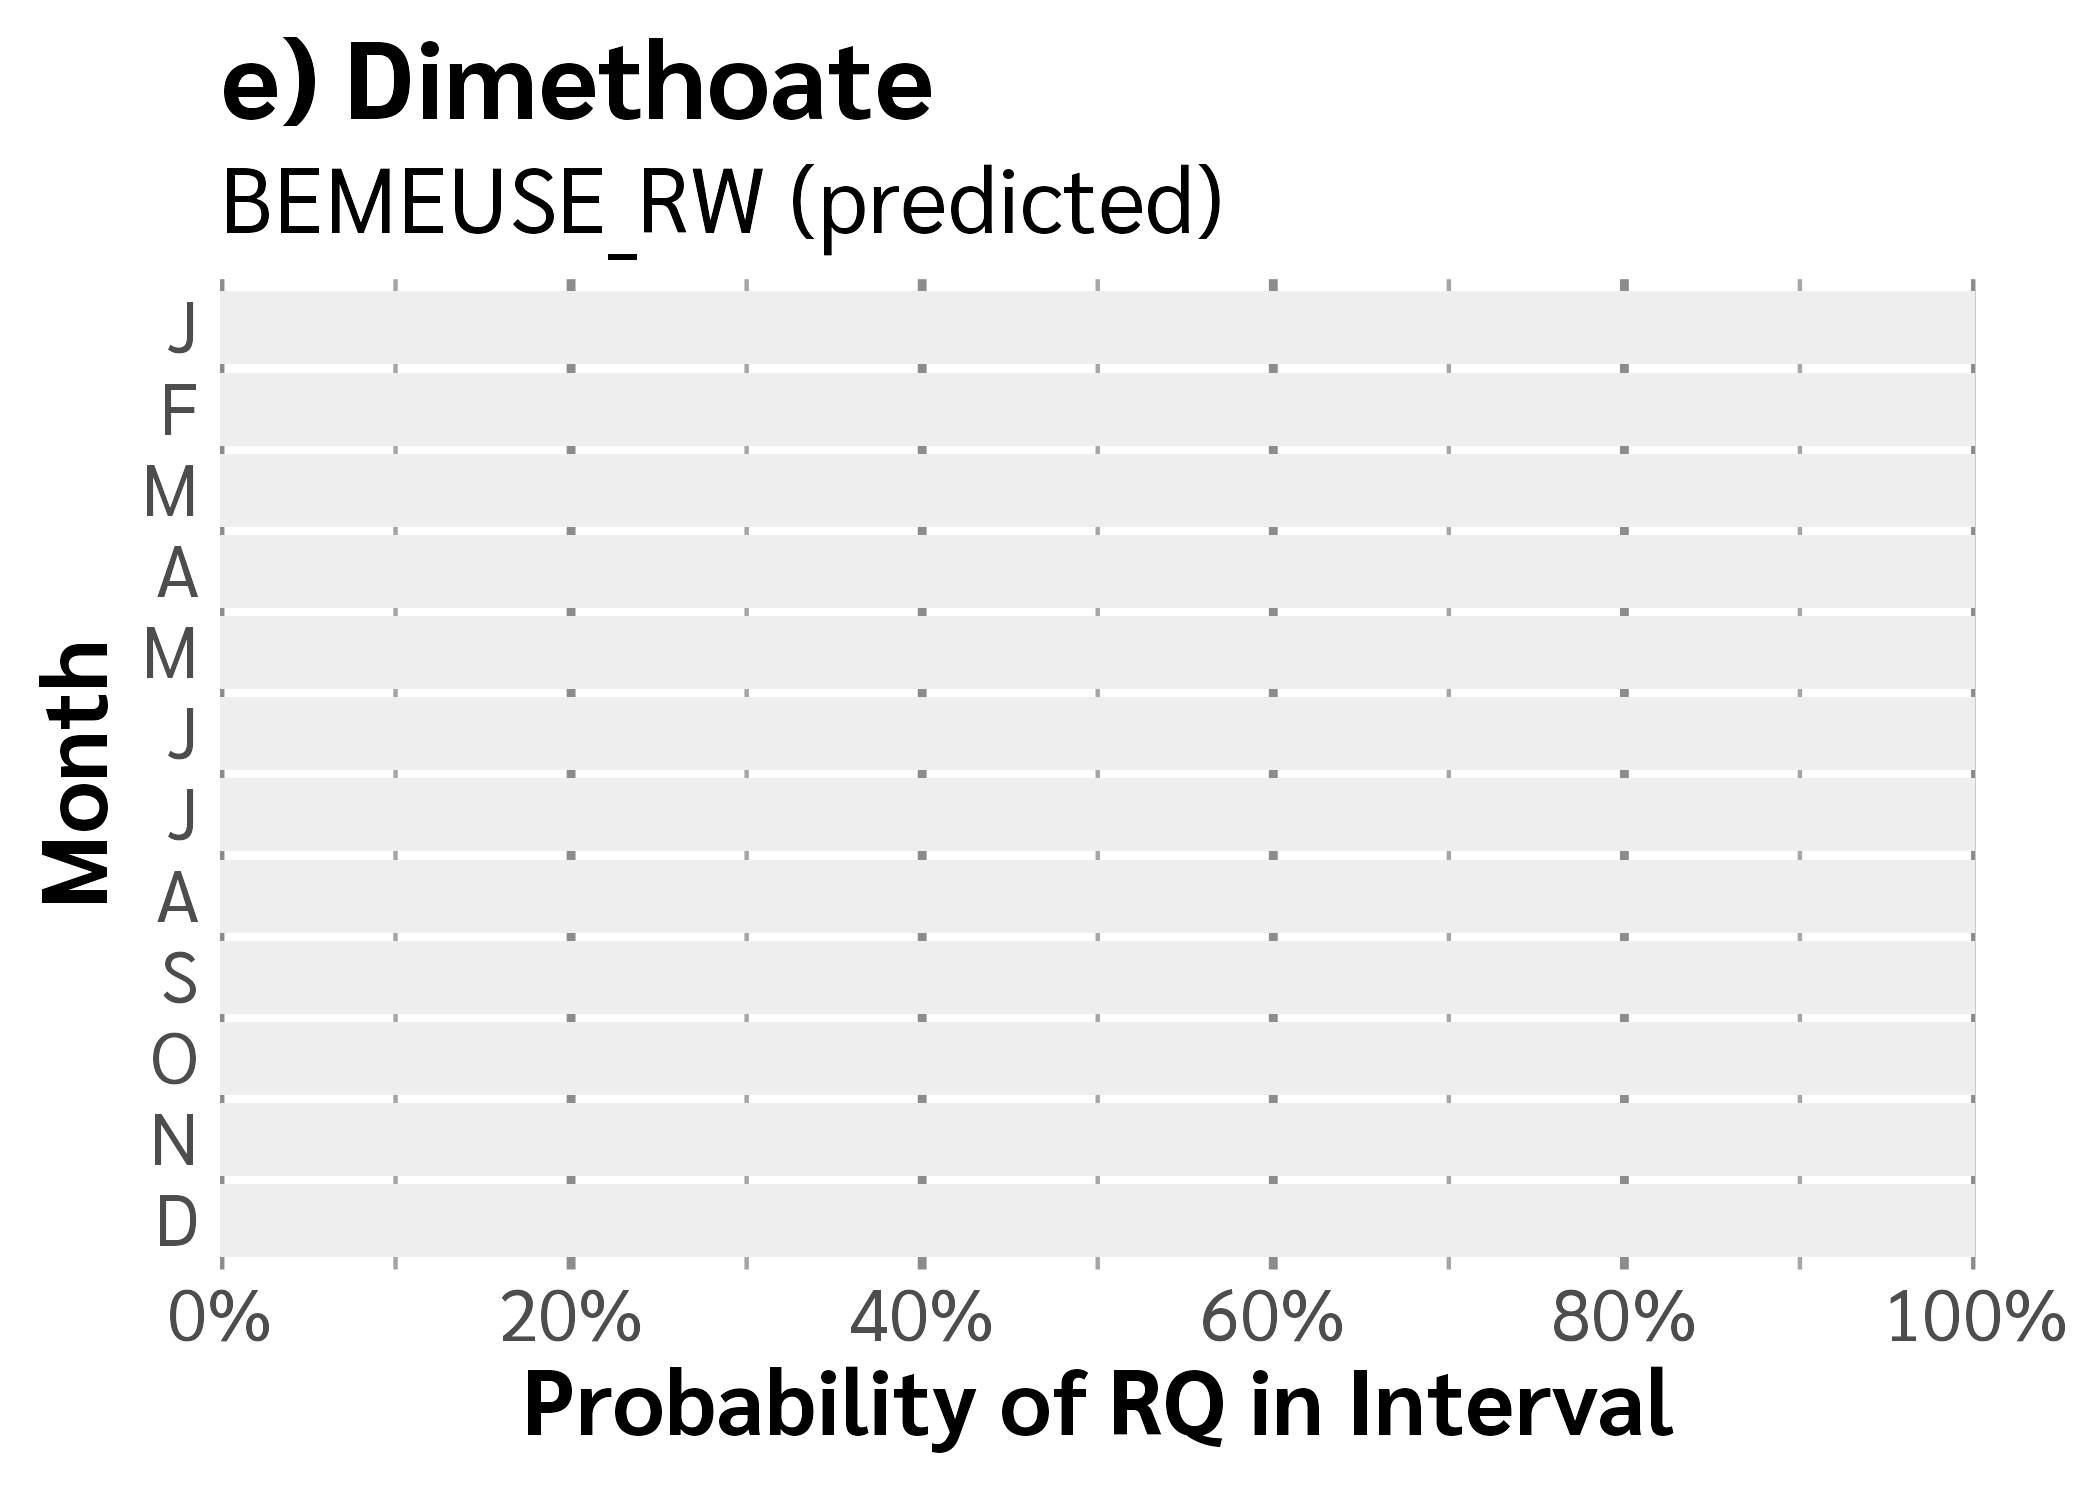 e) Dimethoate
BEMEUSE_RW (predicted)
J
F
M
A
M
J
J
A
S
O
N
D
Month
0% 20% 40% 60% 80% 100%
Probability of RQ in Interval